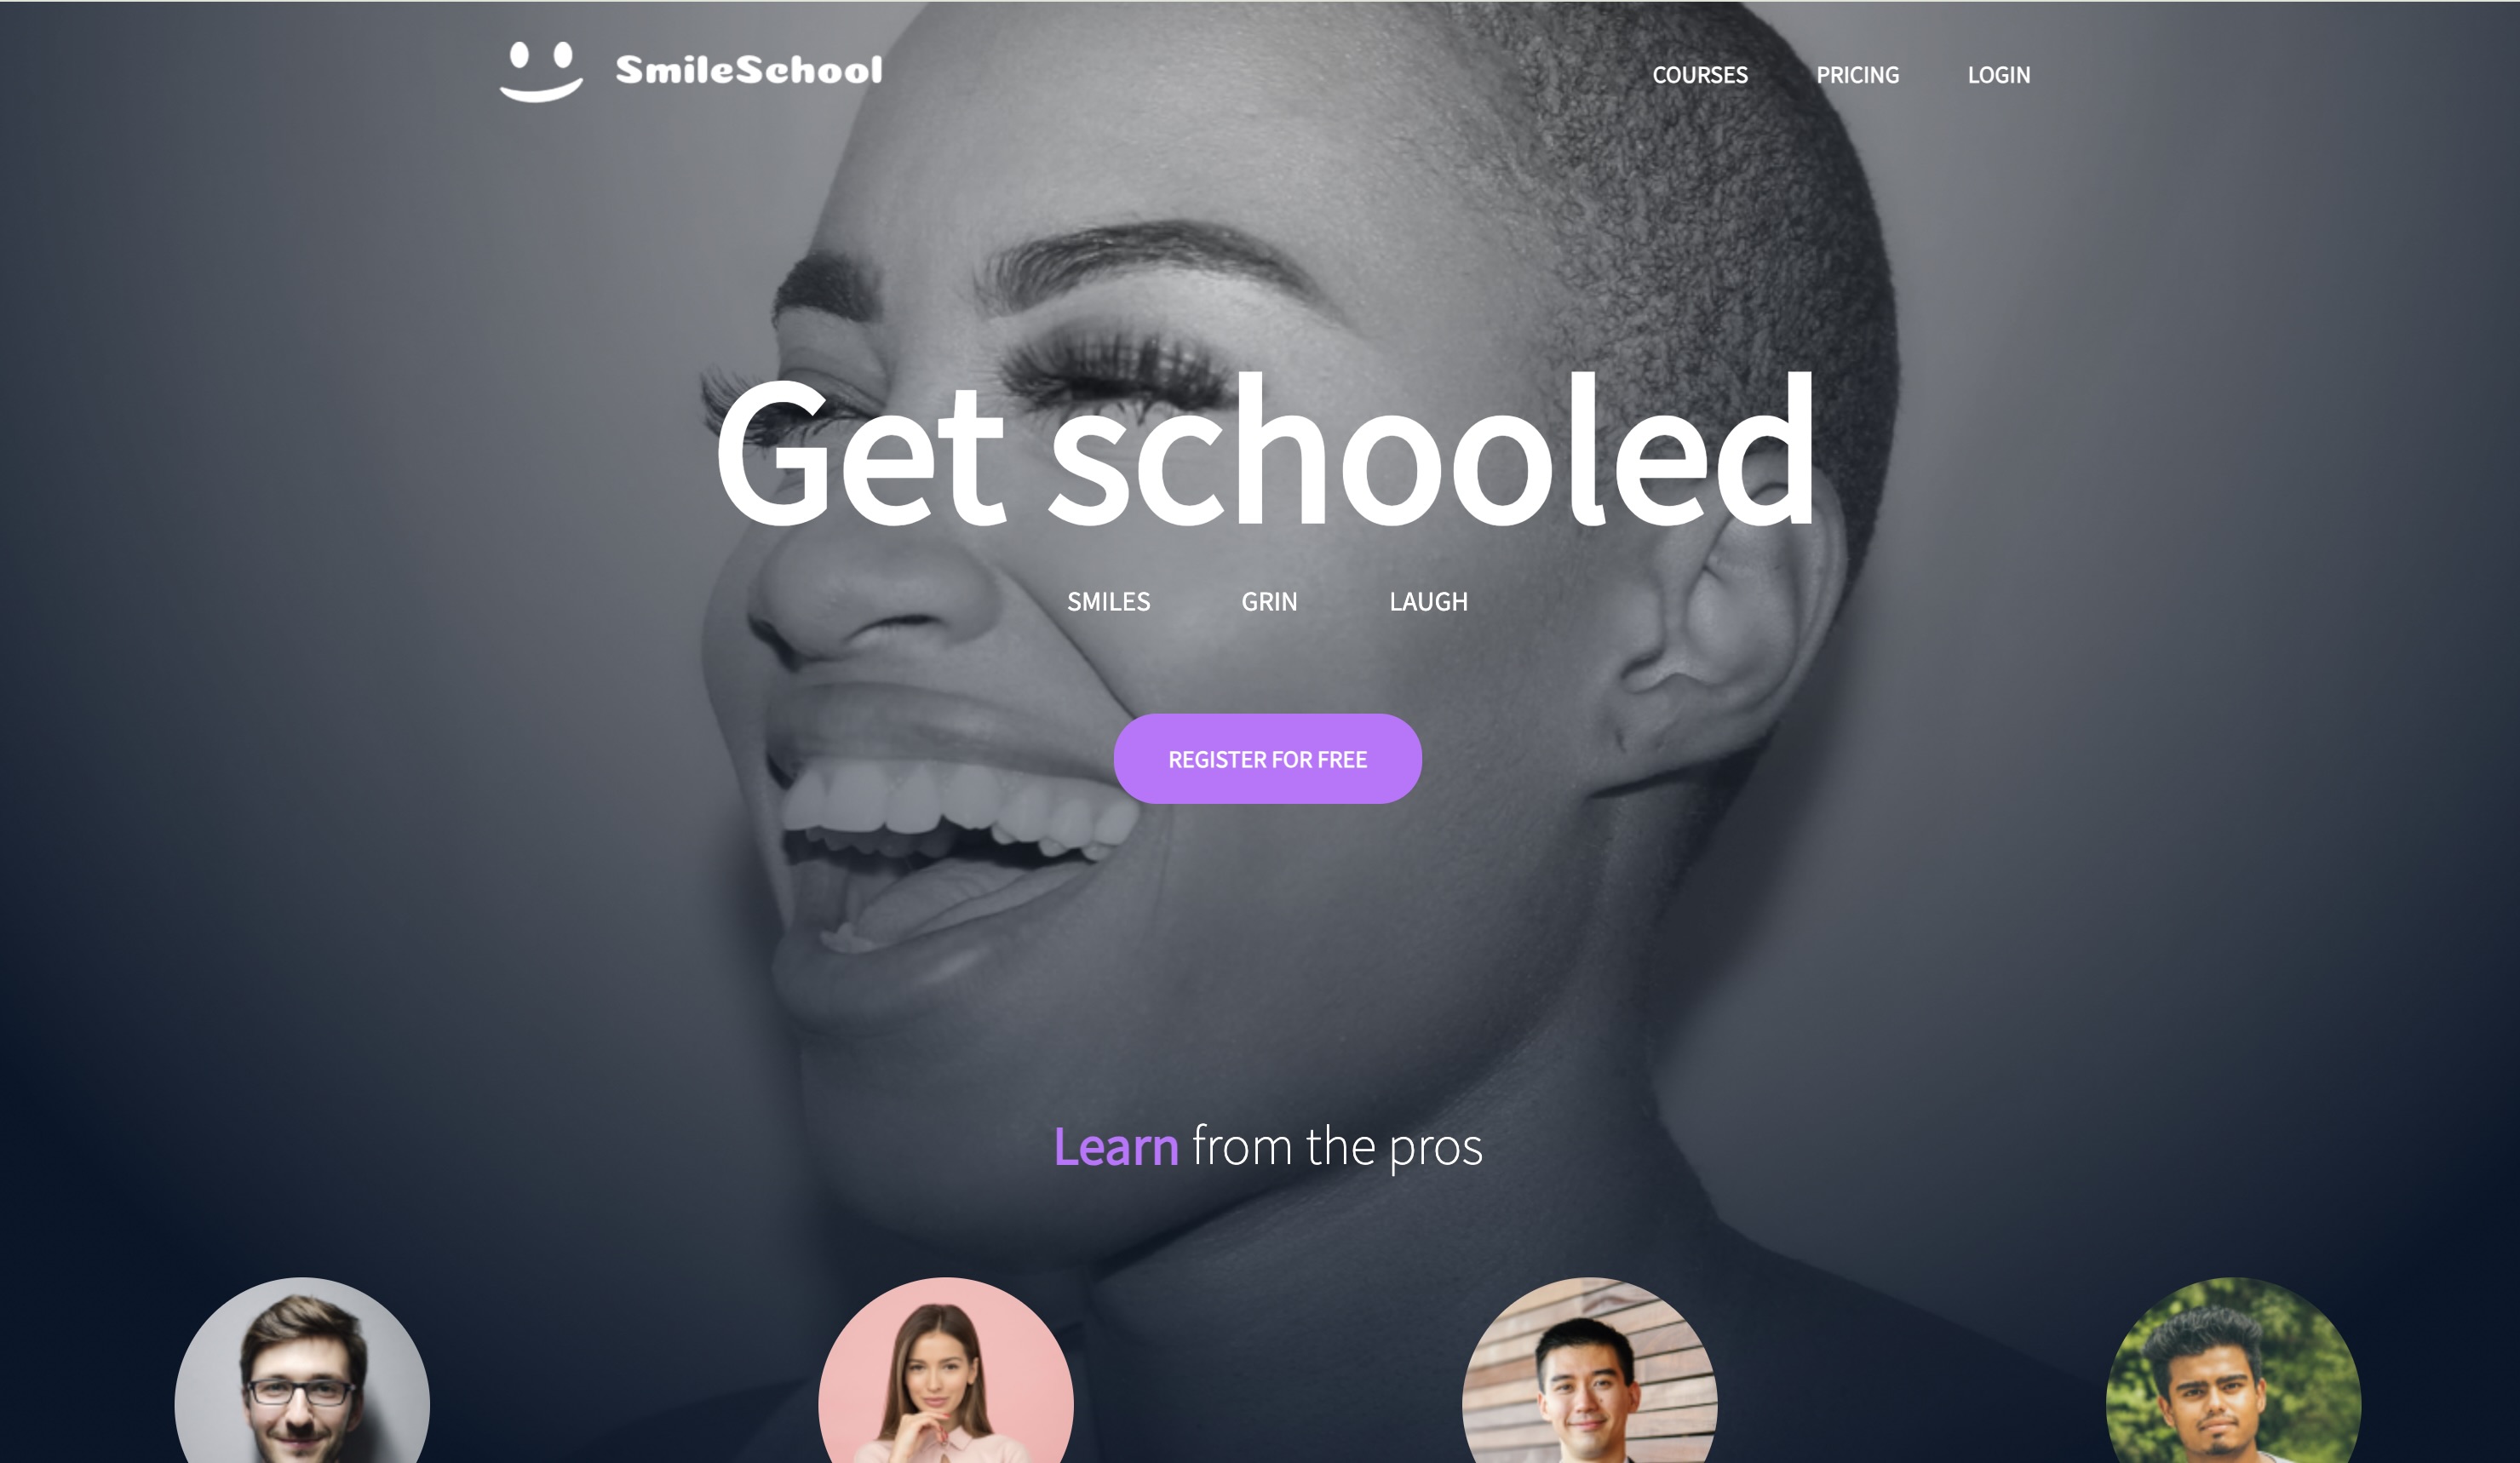 SmileSchool
COURSES PRICING LOGIN
Get schooled
SMILES GRIN LAUGH
REGISTER FOR FREE
Learn from the pros